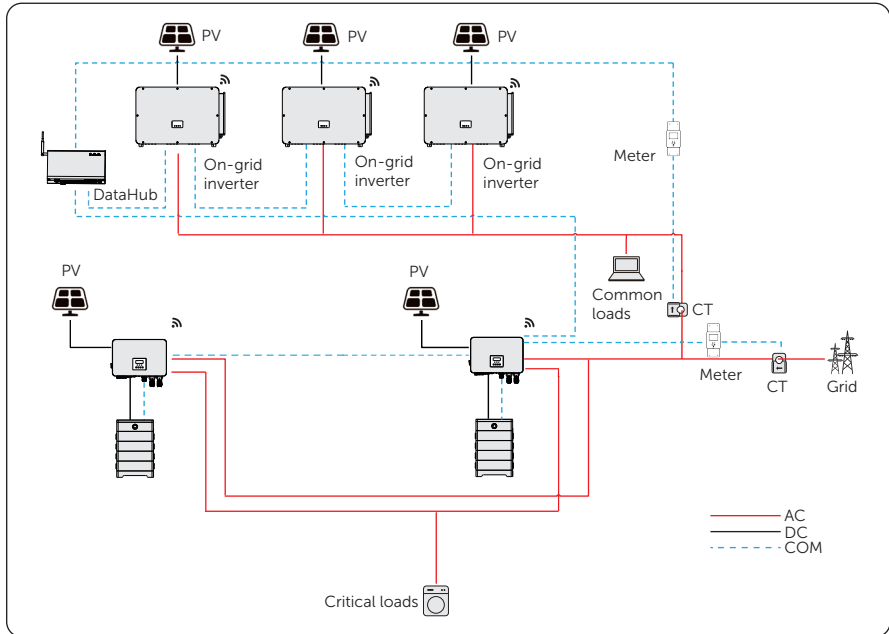 PV
PV
PV
On-grid
inverter
On-grid
inverter
On-grid
inverter
Meter
DataHub
PV
PV
Common
loads
CT
Meter
CT
Grid
AC
DC
COM
Critical loads